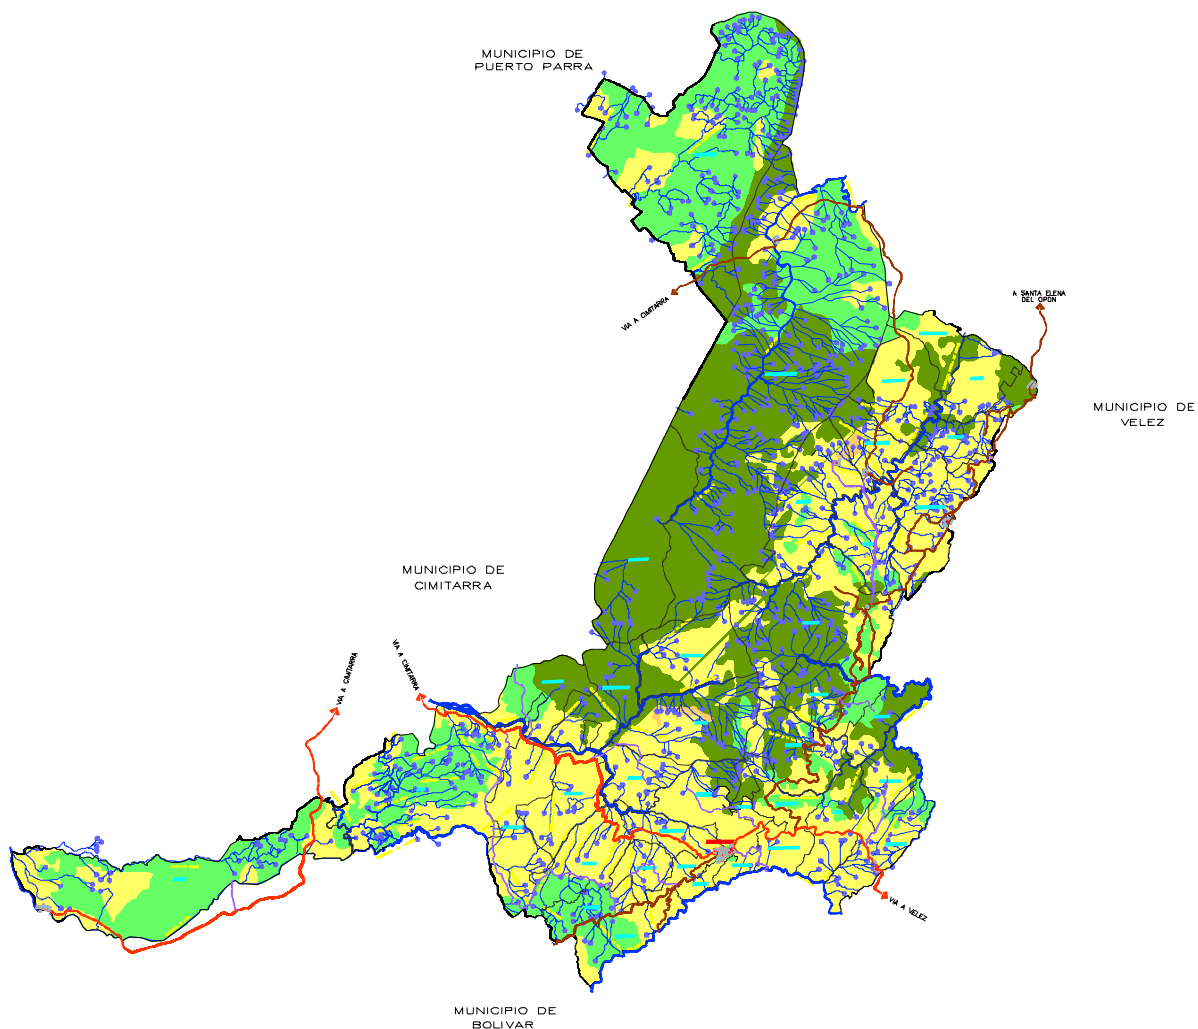 MUNICIPIO DE
PUERTO PARRA
A SANTA ELENA
DEL OPON
VIA A CIMITARRA
MUNICIPIO DE
VELEZ
MUNICIPIO DE
CIMITARRA
VIA A CIMITARRA
VIA A CIMITARRA
VIA A VELEZ
MUNICIPIO DE
BOLIVAR